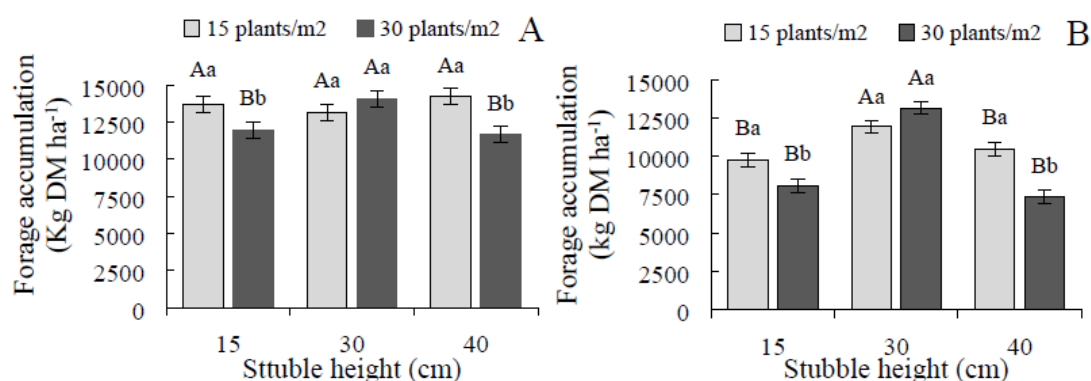 15 plants/m2 30 plants/m2 A
Forage accumulation
(Kg DM ha-1)
15000
12500
10000
7500
5000
2500
0
Aa Bb Aa Aa Aa Bb
15 30 40
Sttuble height (cm)
15 plants/m2 30 plants/m2 B
Forage accumulation
(kg DM ha-1)
15000
12500
10000
7500
5000
2500
0
Ba Bb Aa Aa Ba Bb
15 30 40
Stubble height (cm)